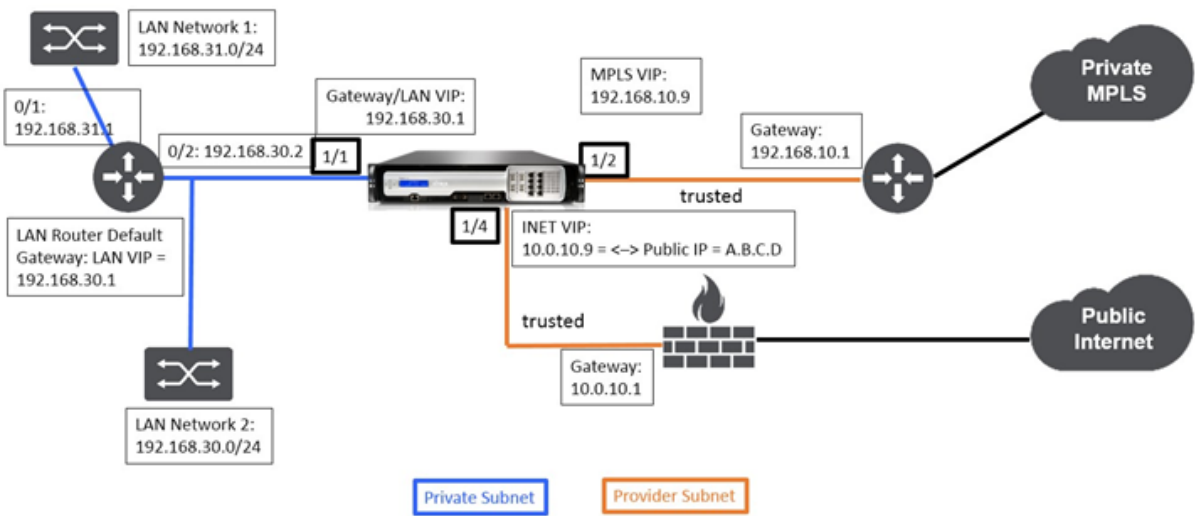 LAN Network 1:
192.168.31.0/24
0/1:
192.168.31.1
0/2: 192.168.30.2
Gateway/LAN VIP:
192.168.30.1
1/1
MPLS VIP:
192.168.10.9
1/2
Gateway:
192.168.10.1
Private
MPLS
trusted
1/4
INET VIP:
10.0.10.9 = <–> Public IP = A.B.C.D
LAN Router Default
Gateway: LAN VIP =
192.168.30.1
trusted
Gateway:
10.0.10.1
Public
Internet
LAN Network 2:
192.168.30.0/24
Private Subnet
Provider Subnet